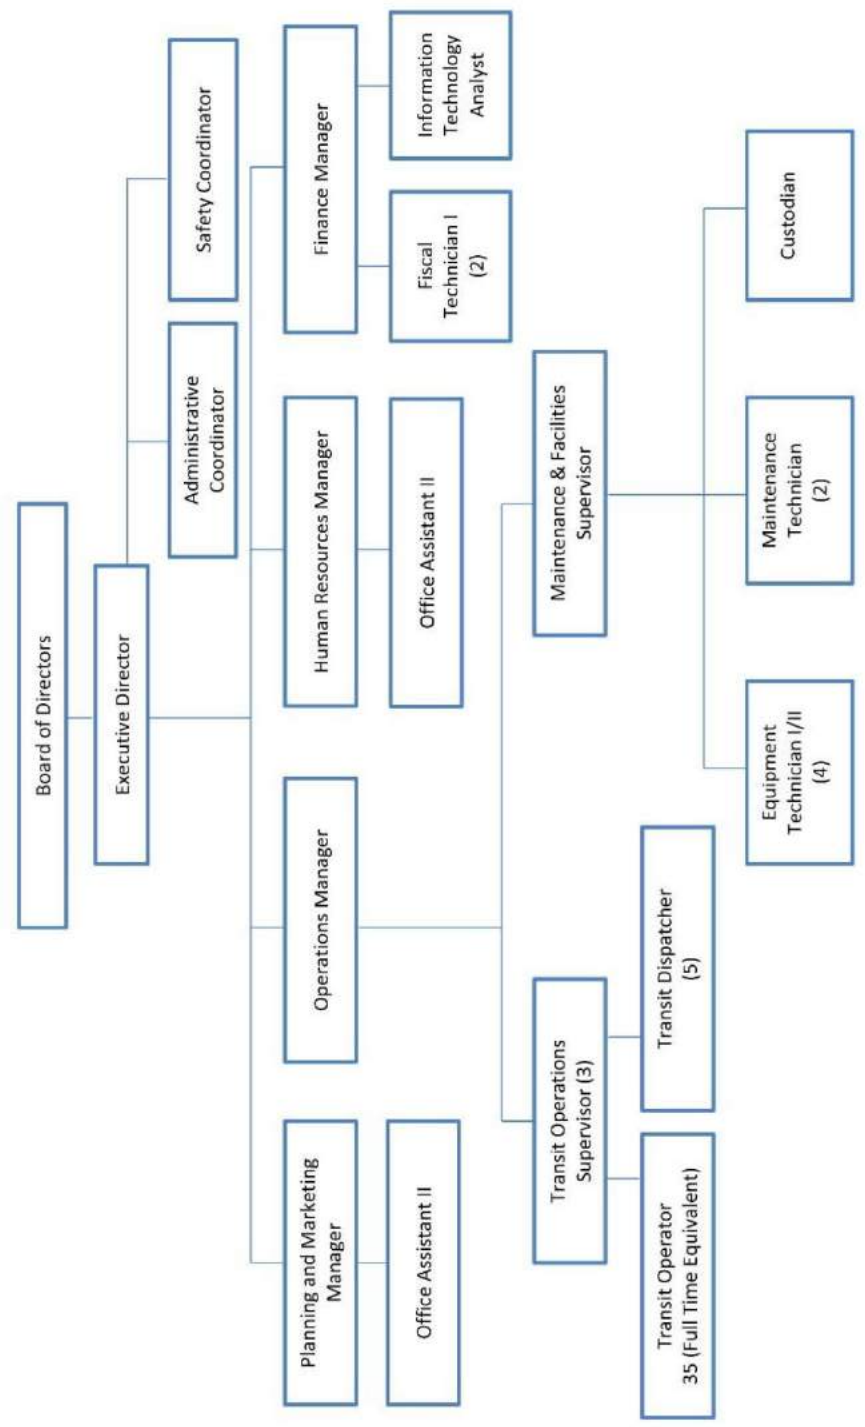 Board of Directors
Executive Director
Administrative
Coordinator
Safety Coordinator
Planning and Marketing
Manager
Operations Manager
Human Resources Manager
Finance Manager
Office Assistant II
Office Assistant II
Fiscal
Technician I
(2)
Information
Technology
Analyst
Transit Operations
Supervisor (3)
Maintenance & Facilities
Supervisor
Transit Operator
35 (Full Time Equivalent)
Transit Dispatcher
(5)
Equipment
Technician I/II
(4)
Maintenance
Technician
(2)
Custodian